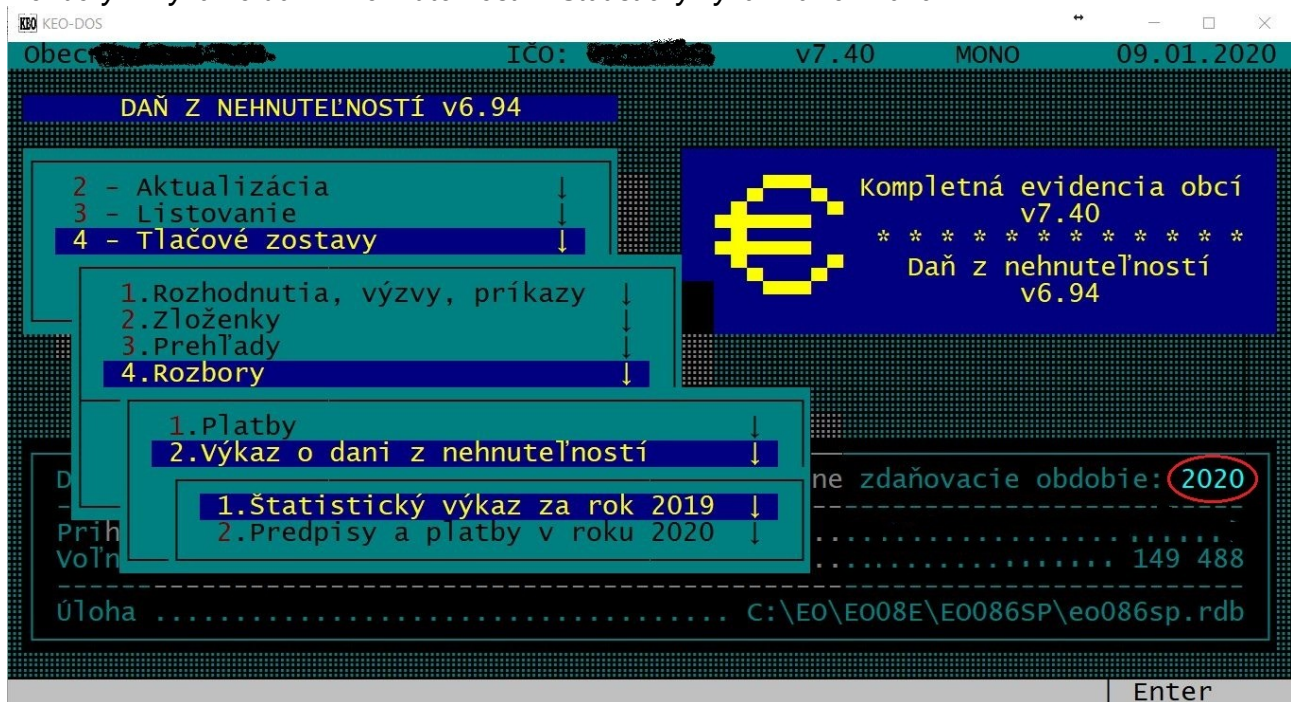 KEO KEO-DOS
Obec IČO: v7.40 MONO 09.01.2020
DAŇ Z NEHNUTEĽNOSTÍ v6.94
2 - Aktualizácia ↓
3 - Listovanie ↓
4 - Tlačové zostavy ↓
Kompletná evidencia obcí
v7.40
* * * * * * * * * * * *
Daň z nehnuteľností
v6.94
1.Rozhodnutia, výzvy, príkazy ↓
2.Zloženky ↓
3.Prehľady ↓
4.Rozbory ↓
1.Platby ↓
2.Výkaz o dani z nehnuteľností ↓
ne zdaňovacie obdobie: 2020
1.Štatistický výkaz za rok 2019 ↓
2.Predpisy a platby v roku 2020 ↓
Prih
Voľn 149 488
Úloha .................................... C:\EO\EO08E\EO086SP\eo086sp.rdb
Enter